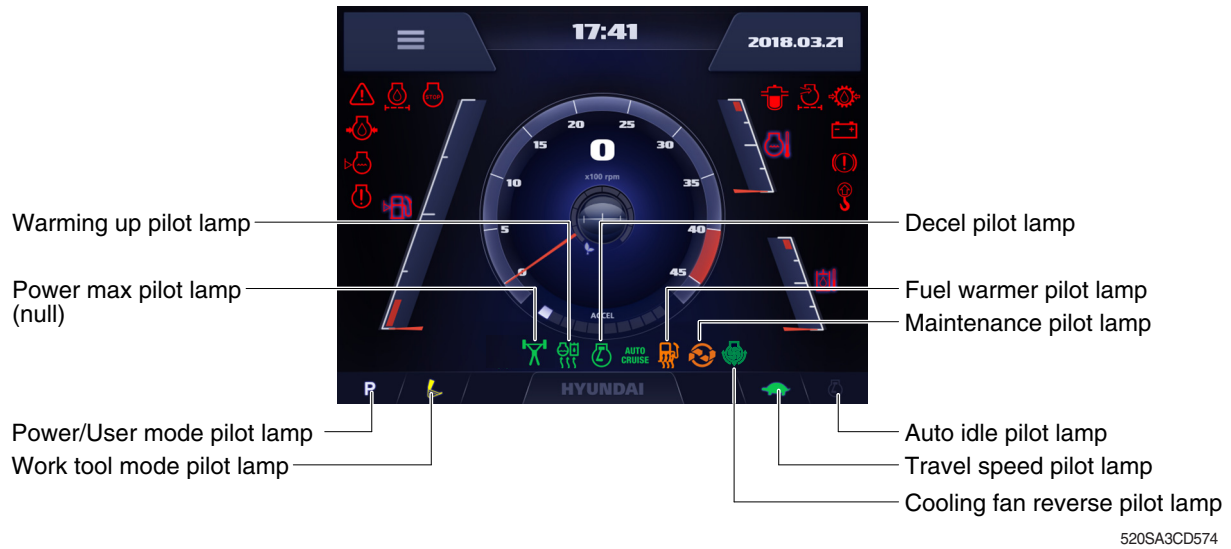 17:41
2018.03.21
STOP
20
25
15
0
30
x100 rpm
10
35
5
40
0
45
ACCEL
AUTO
CRUISE
P
HYUNDAI
Warming up pilot lamp
Power max pilot lamp
(null)
Power/User mode pilot lamp
Work tool mode pilot lamp
Decel pilot lamp
Fuel warmer pilot lamp
Maintenance pilot lamp
Auto idle pilot lamp
Travel speed pilot lamp
Cooling fan reverse pilot lamp
520SA3CD574